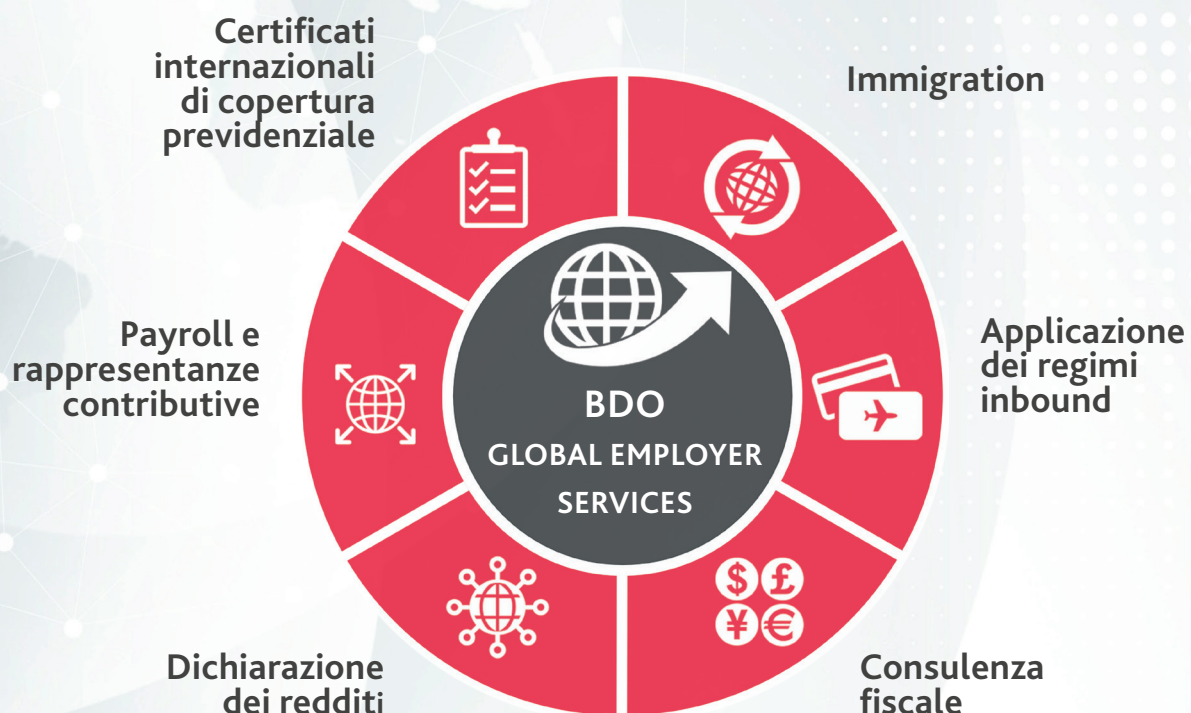 Certificati
internazionali
di copertura
previdenziale
Immigration
Payroll e
rappresentanze
contributive
BDO
GLOBAL EMPLOYER
SERVICES
Applicazione
dei regimi
inbound
$ £
¥ €
Dichiarazione
dei redditi
Consulenza
fiscale